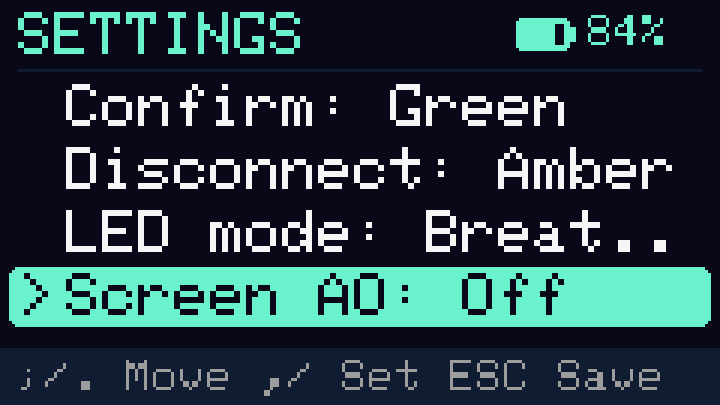 SETTINGS 84%
Confirm: Green
Disconnect: Amber
LED mode: Breat..
>Screen AO: Off
;/. Move ,/ Set ESC Save